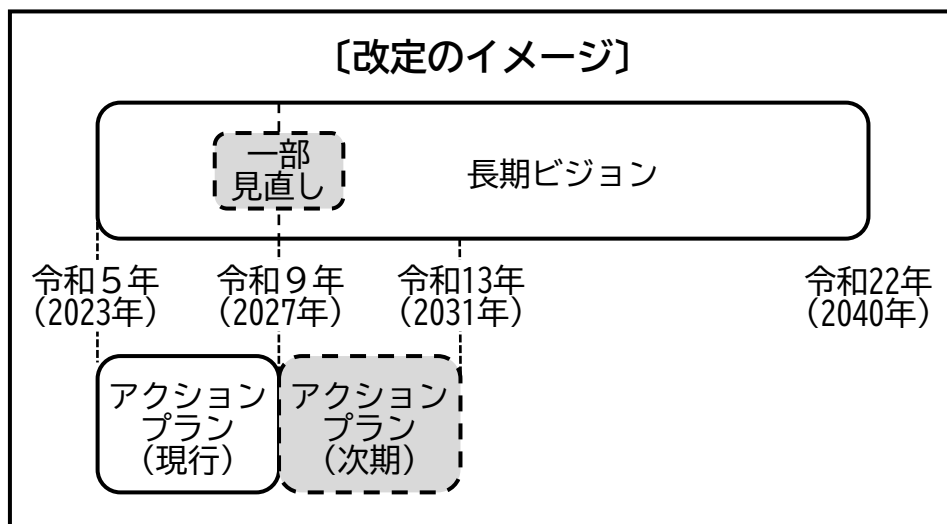 〔改定のイメージ〕
一部
見直し
長期ビジョン
令和５年
（2023年）
令和９年
（2027年）
令和13年
（2031年）
令和22年
（2040年）
アクション
プラン
（現行）
アクション
プラン
（次期）